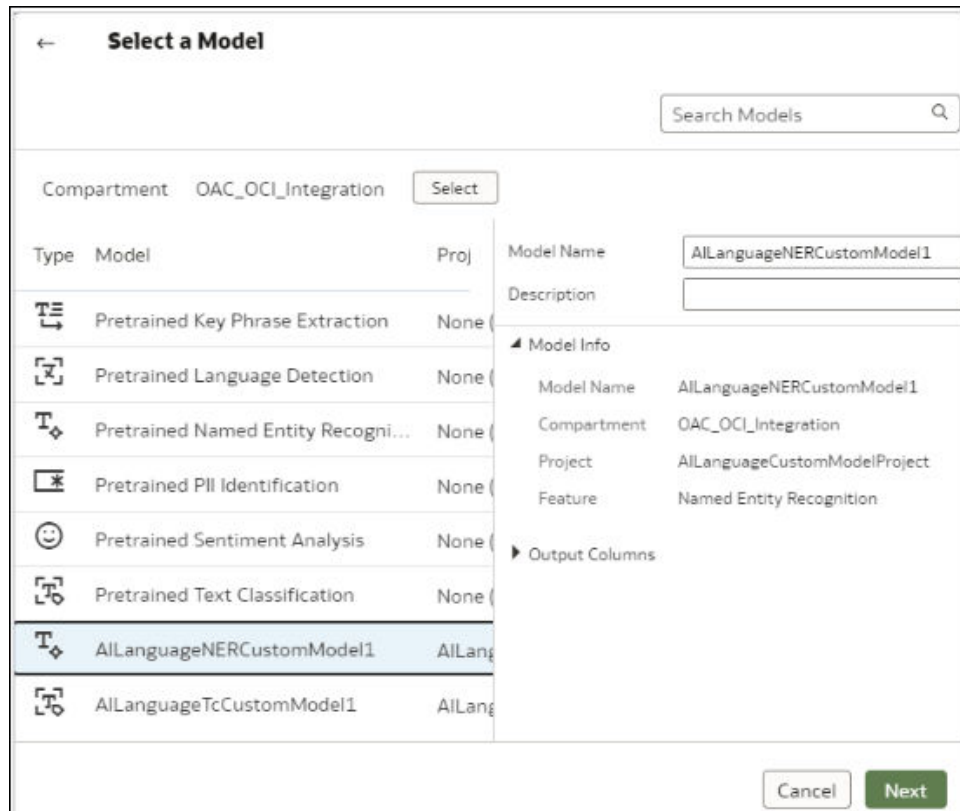 ← Select a Model
Search Models
Compartment OAC_OCI_Integration Select
Type Model Proj
Pretrained Key Phrase Extraction None (
Pretrained Language Detection None (
Pretrained Named Entity Recogni... None (
Pretrained PII Identification None (
Pretrained Sentiment Analysis None (
Pretrained Text Classification None (
AILanguageNERCustomModel1 AILang
AILanguageTcCustomModel1 AILang
Model Name AILanguageNERCustomModel1
Description
Model Info
Model Name AILanguageNERCustomModel1
Compartment OAC_OCI_Integration
Project AILanguageCustomModelProject
Feature Named Entity Recognition
Output Columns
Cancel Next